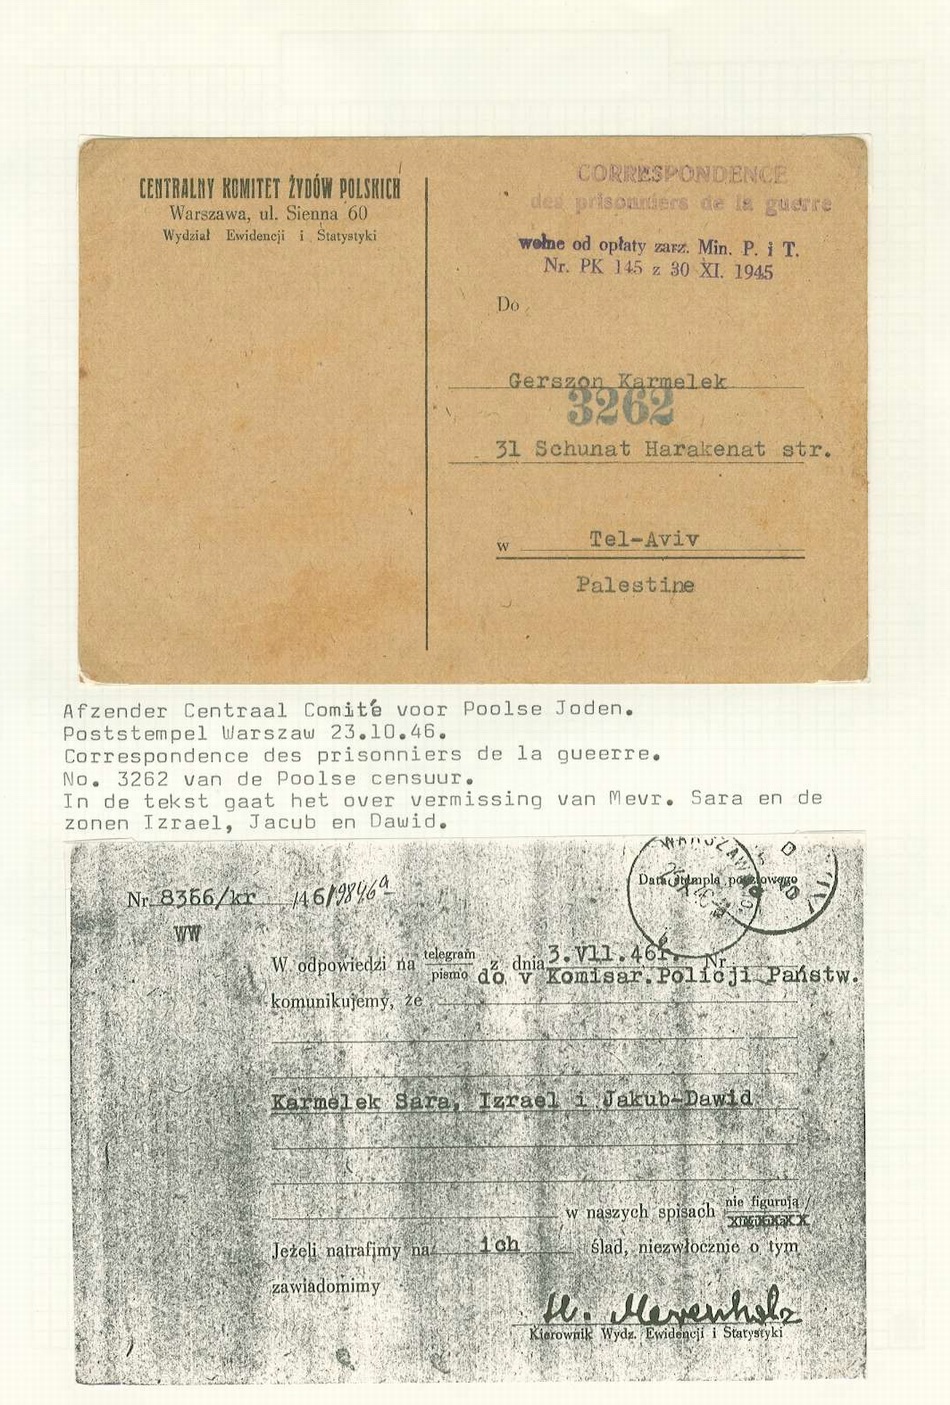 CENTRALNY KOMITET ŻYDÓW POLSKICH
Warszawa, ul. Sienna 60
Wydział Ewidencji i Statystyki
CORRESPONDENCE
des prisonniers de la guerre
wolne od opłaty zarz. Min. P. i T.
Nr. PK 145 z 30 XI. 1945
Do
Gerszon Karmelek
3262
31 Schunat Harakenat str.
w Tel-Aviv
Palestine
Afzender Centraal Comité voor Poolse Joden.
Poststempel Warszaw 23.10.46.
Correspondence des prisonniers de la gueerre.
No. 3262 van de Poolse censuur.
In de tekst gaat het over vermissing van Mevr. Sara en de
zonen Izrael, Jacub en Dawid.
WARSZAWA
Data stempla pocztowego
Nr. 8366/kr
WW
W odpowiedzi na telegram z dnia 3.VII.46r. Nr.
pismo do V Komisar.Policji Państw.
komunikujemy, że
Karmelek Sara, Izrael i Jakub-Dawid
w naszych spisach nie figurują
Jeżeli natrafimy na ich ślad, niezwłocznie o tym
zawiadomimy
Kierownik Wydz. Ewidencji i Statystyki